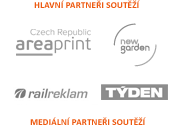 HLAVNÍ PARTNEŘI SOUTĚŽÍ
Czech Republic
areaprint
new
garden
railreklam
TÝDEN
MEDIÁLNÍ PARTNEŘI SOUTĚŽÍ